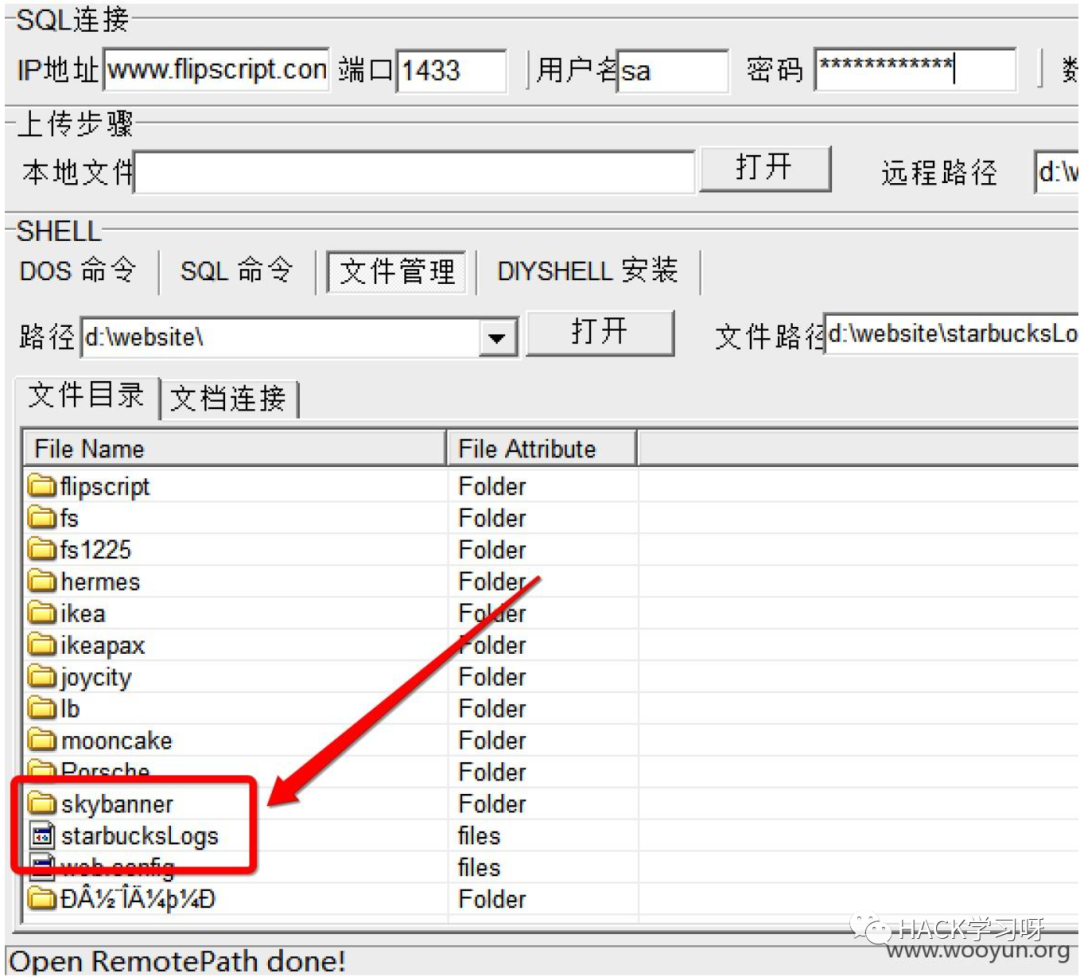 SQL连接
IP地址 www.flipscript.con 端口 1433 用户名 sa 密码 ************
上传步骤
本地文件 打开 远程路径 d:\w
SHELL
DOS 命令 SQL 命令 文件管理 DIYSHELL 安装
路径 d:\website\ 打开 文件路径 d:\website\starbucksLo
文件目录 文档连接
File Name File Attribute
flipscript Folder
fs Folder
fs1225 Folder
hermes Folder
ikea Folder
ikeapax Folder
joycity Folder
lb Folder
mooncake Folder
Porsche Folder
skybanner Folder
starbucksLogs files
web.config files
ÐÂ½¨ÎÄ¼þ¼Ð Folder
HACK学习呀
www.wooyun.org
Open RemotePath done!